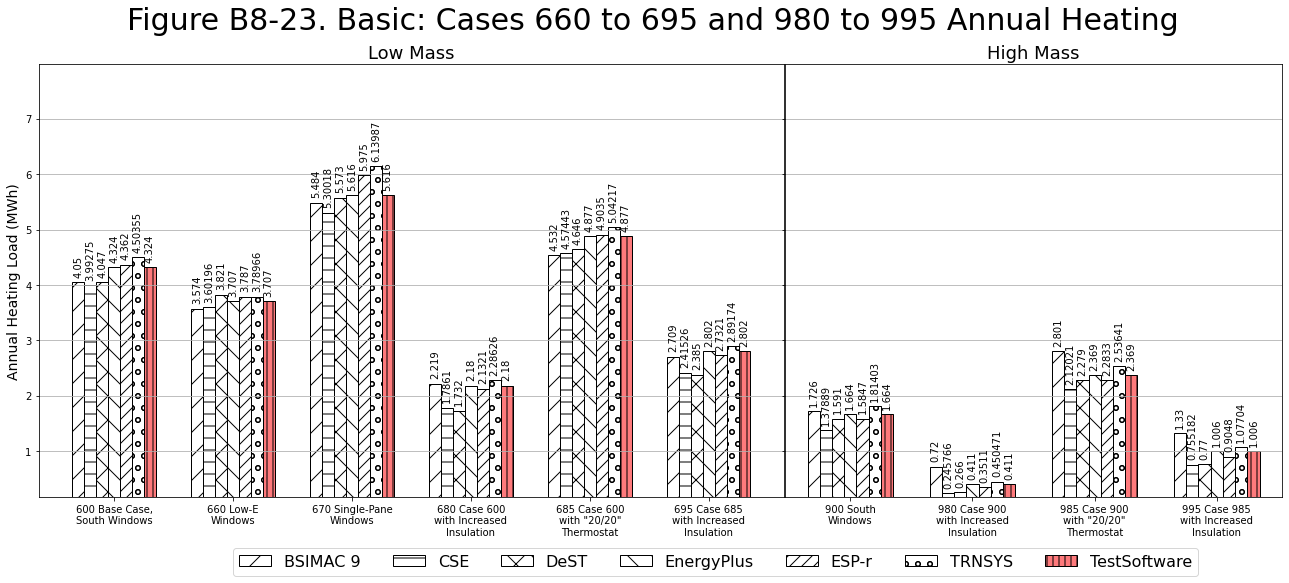 Figure B8-23. Basic: Cases 660 to 695 and 980 to 995 Annual Heating
Low Mass
High Mass
Annual Heating Load (MWh)
7
6
5
4
3
2
1
4.05
3.99275
4.047
4.324
4.362
4.50355
4.324
3.574
3.60196
3.821
3.707
3.787
3.78966
3.707
5.484
5.30018
5.573
5.616
5.975
6.13987
5.616
2.219
1.7861
1.732
2.18
2.1321
2.28626
2.18
4.532
4.57443
4.646
4.877
4.9035
5.04217
4.877
2.709
2.41526
2.385
2.802
2.7321
2.89174
2.802
1.726
1.37889
1.591
1.664
1.5847
1.81403
1.664
0.72
0.245766
0.266
0.411
0.3511
0.450471
0.411
2.801
2.12021
2.279
2.369
2.2833
2.53641
2.369
1.33
0.755182
0.77
1.006
0.9048
1.07704
1.006
600 Base Case,
South Windows
660 Low-E
Windows
670 Single-Pane
Windows
680 Case 600
with Increased
Insulation
685 Case 600
with "20/20"
Thermostat
695 Case 685
with Increased
Insulation
900 South
Windows
980 Case 900
with Increased
Insulation
985 Case 900
with "20/20"
Thermostat
995 Case 985
with Increased
Insulation
BSIMAC 9
CSE
DeST
EnergyPlus
ESP-r
TRNSYS
TestSoftware